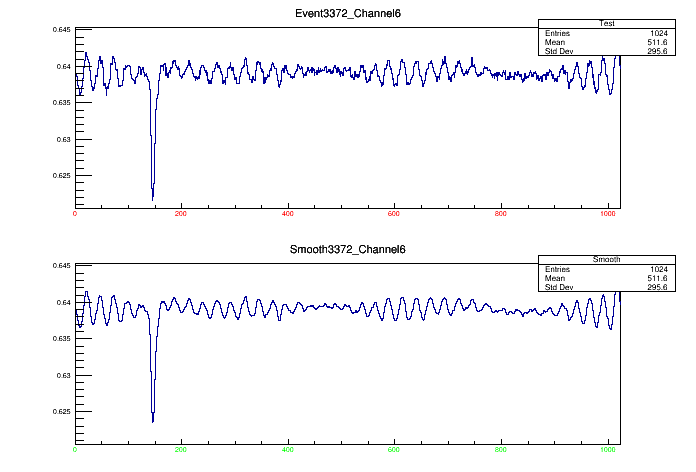 Event3372_Channel6
Test
Entries 1024
Mean 511.6
Std Dev 295.6
0.645
0.64
0.635
0.63
0.625
0 200 400 600 800 1000
Smooth3372_Channel6
Smooth
Entries 1024
Mean 511.6
Std Dev 295.6
0.645
0.64
0.635
0.63
0.625
0 200 400 600 800 1000